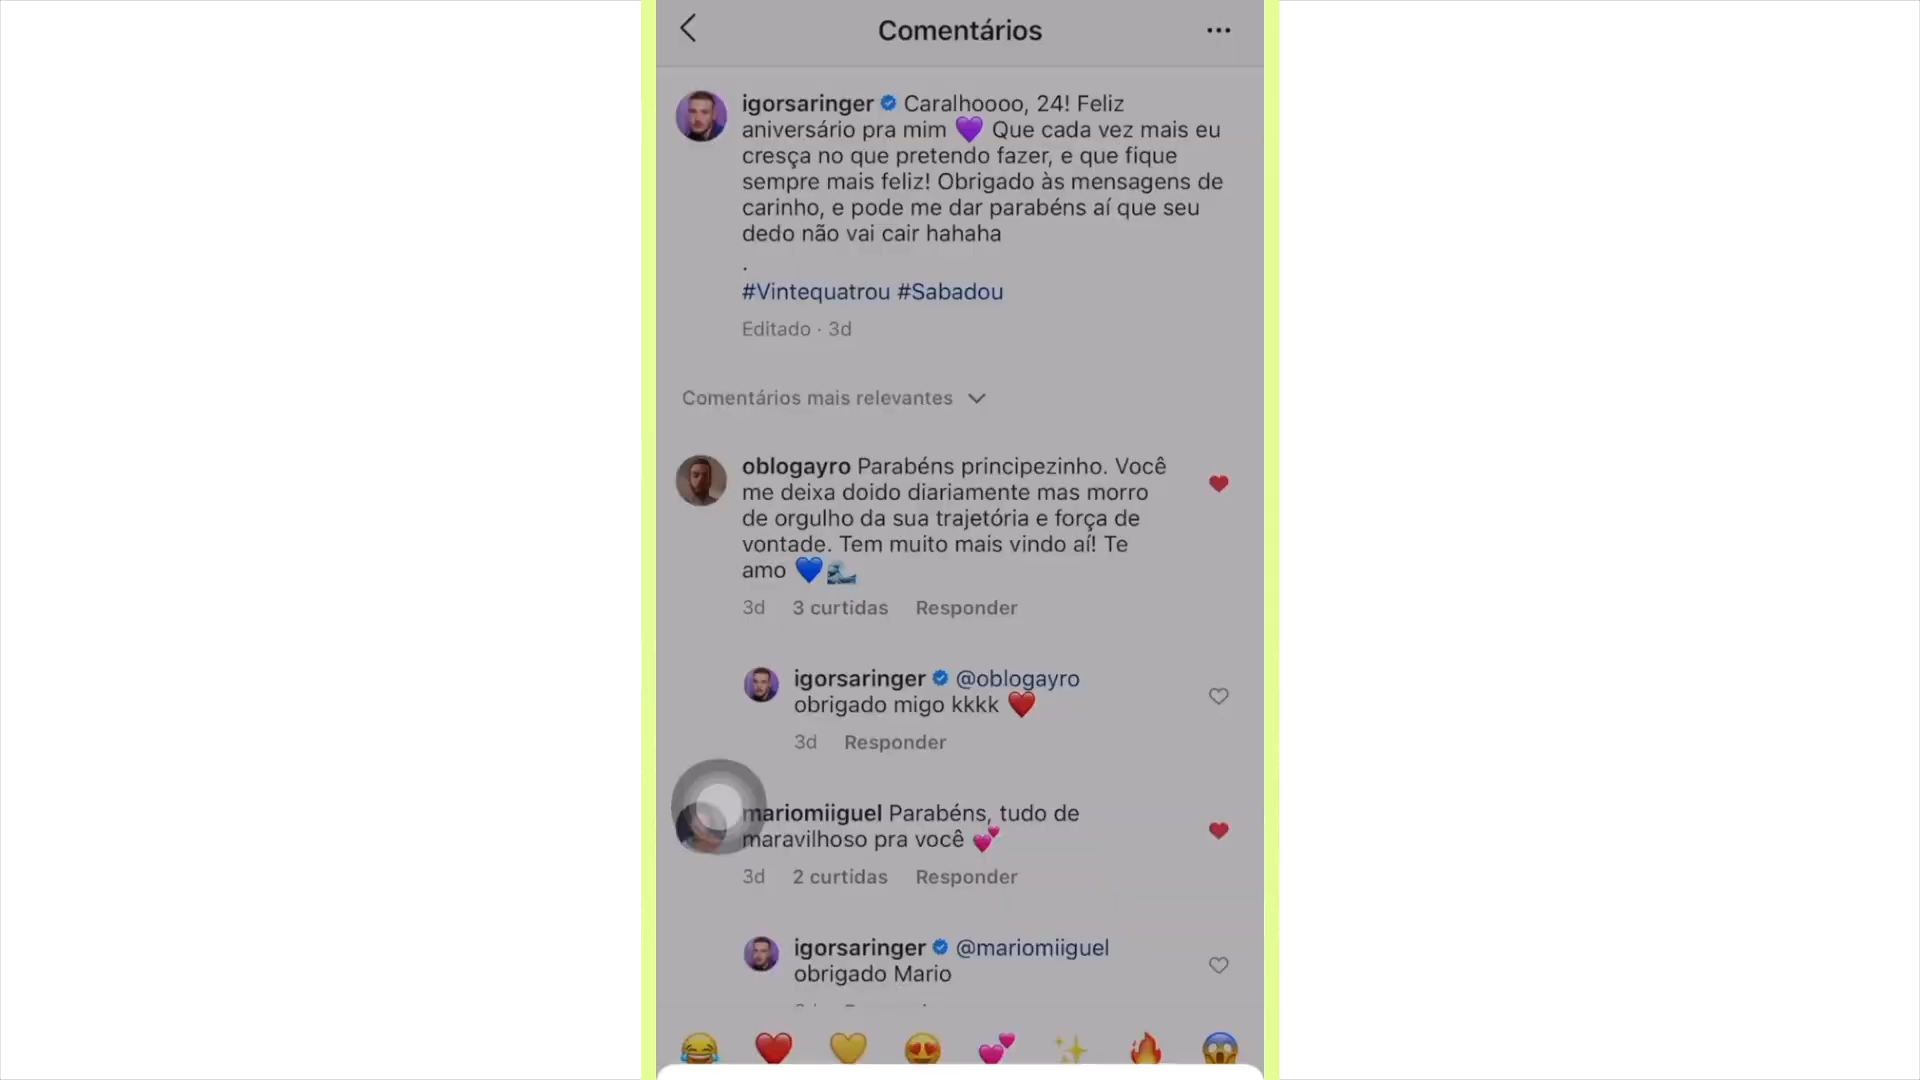 Comentários
igorsaringer Caralhoooo, 24! Feliz
aniversário pra mim 💜 Que cada vez mais eu
cresça no que pretendo fazer, e que fique
sempre mais feliz! Obrigado às mensagens de
carinho, e pode me dar parabéns aí que seu
dedo não vai cair hahaha
.
#Vintequatrou #Sabadou
Editado · 3d
Comentários mais relevantes
oblogayro Parabéns principezinho. Você
me deixa doido diariamente mas morro
de orgulho da sua trajetória e força de
vontade. Tem muito mais vindo aí! Te
amo 💙🌊
3d 3 curtidas Responder
igorsaringer @oblogayro
obrigado migo kkkk ❤️
3d Responder
mariomiiguel Parabéns, tudo de
maravilhoso pra você 💕
3d 2 curtidas Responder
igorsaringer @mariomiiguel
obrigado Mario